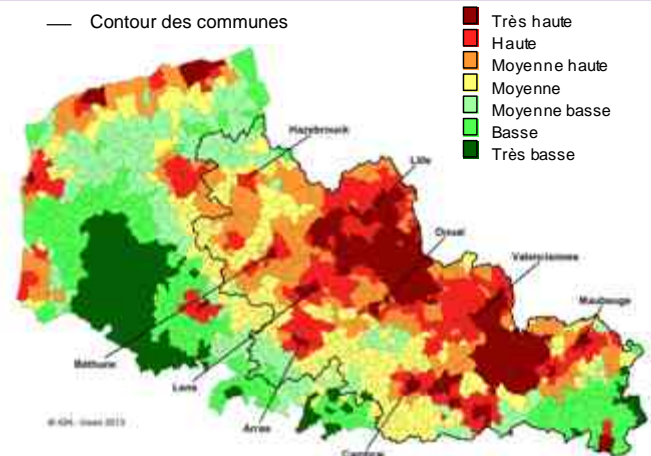 Contour des communes
Très haute
Haute
Moyenne haute
Moyenne
Moyenne basse
Basse
Très basse
Hazebrouck
Lille
Douai
Valenciennes
Maubeuge
Béthune
Lens
Arras
Cambrai